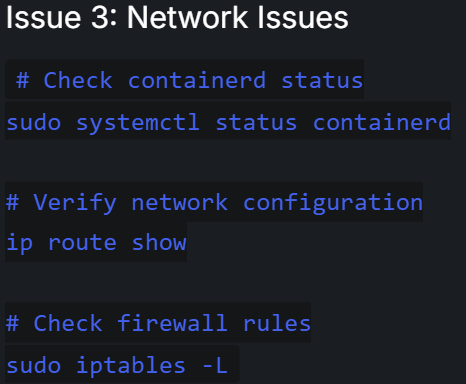 Issue 3: Network Issues
# Check containerd status
sudo systemctl status containerd
# Verify network configuration
ip route show
# Check firewall rules
sudo iptables -L